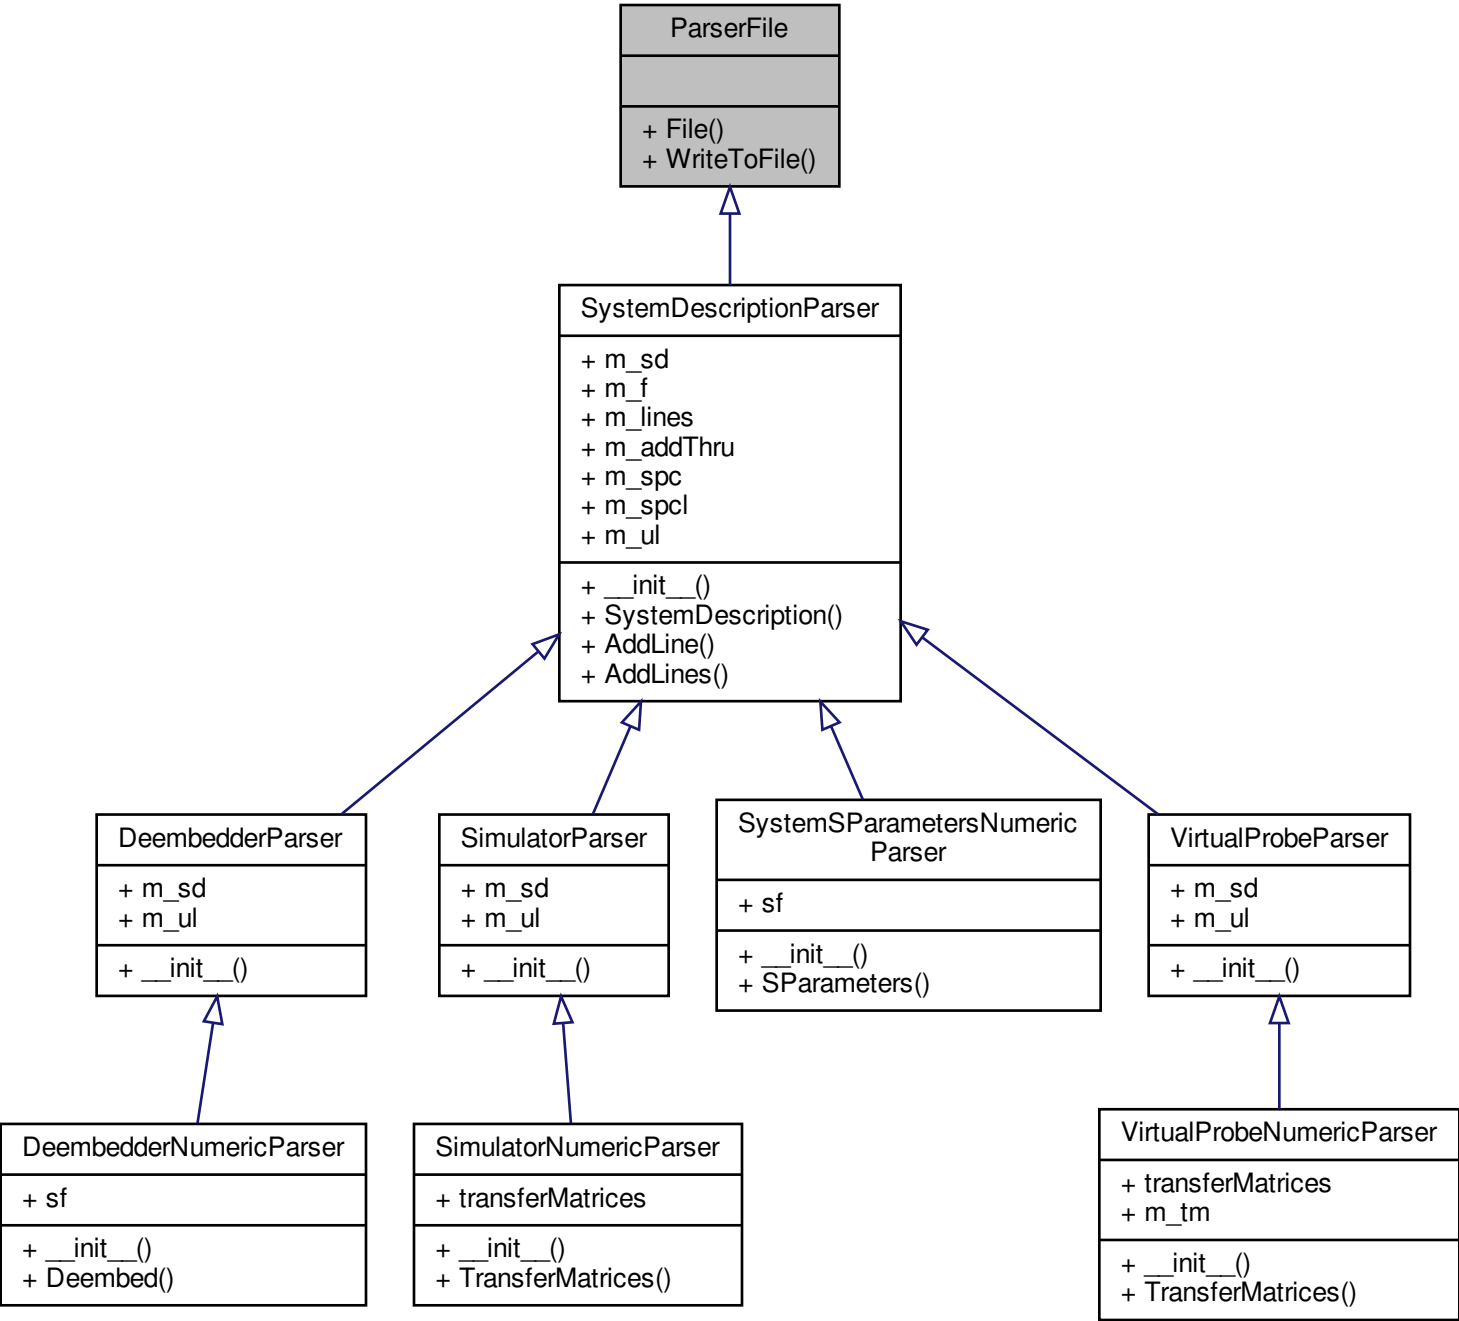 ParserFile
+ File()
+ WriteToFile()
SystemDescriptionParser
+ m_sd
+ m_f
+ m_lines
+ m_addThru
+ m_spc
+ m_spcl
+ m_ul
+ __init__()
+ SystemDescription()
+ AddLine()
+ AddLines()
DeembedderParser
+ m_sd
+ m_ul
+ __init__()
SimulatorParser
+ m_sd
+ m_ul
+ __init__()
SystemSParametersNumeric
Parser
+ sf
+ __init__()
+ SParameters()
VirtualProbeParser
+ m_sd
+ m_ul
+ __init__()
DeembedderNumericParser
+ sf
+ __init__()
+ Deembed()
SimulatorNumericParser
+ transferMatrices
+ __init__()
+ TransferMatrices()
VirtualProbeNumericParser
+ transferMatrices
+ m_tm
+ __init__()
+ TransferMatrices()